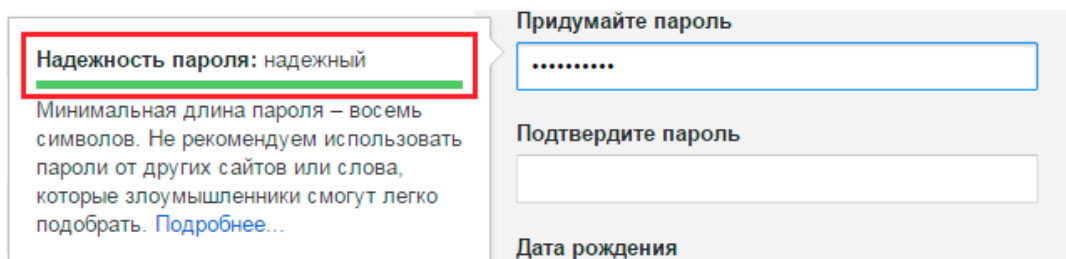 Надежность пароля: надежный
Минимальная длина пароля – восемь
символов. Не рекомендуем использовать
пароли от других сайтов или слова,
которые злоумышленники смогут легко
подобрать. Подробнее...
Придумайте пароль
••••••••••
Подтвердите пароль
Дата рождения